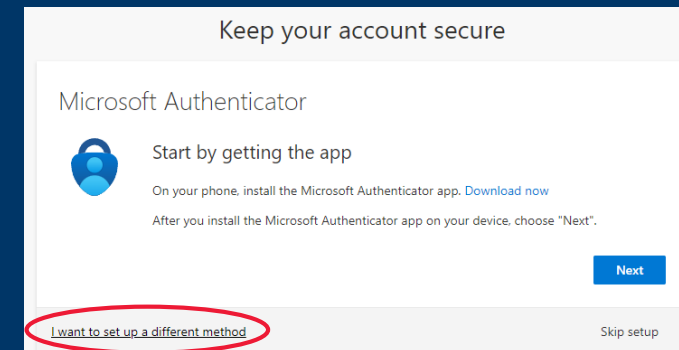 Keep your account secure
Microsoft Authenticator
Start by getting the app
On your phone, install the Microsoft Authenticator app. Download now
After you install the Microsoft Authenticator app on your device, choose "Next".
Next
I want to set up a different method
Skip setup